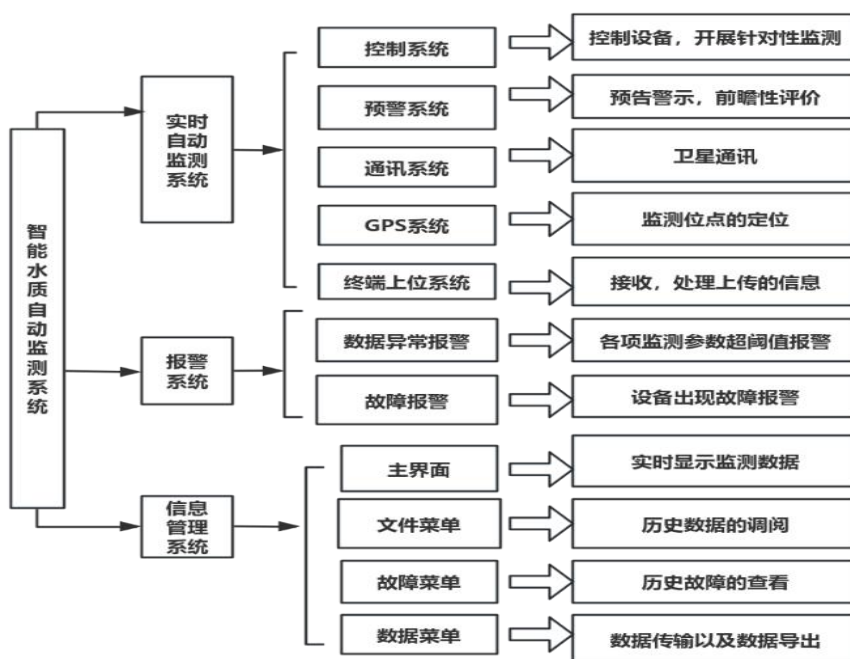 智能水质自动监测系统
实时
自动
监测
系统
控制系统
控制设备，开展针对性监测
预警系统
预告警示，前瞻性评价
通讯系统
卫星通讯
GPS系统
监测位点的定位
终端上位系统
接收，处理上传的信息
报警
系统
数据异常报警
各项监测参数超阈值报警
故障报警
设备出现故障报警
信息
管理
系统
主界面
实时显示监测数据
文件菜单
历史数据的调阅
故障菜单
历史故障的查看
数据菜单
数据传输以及数据导出